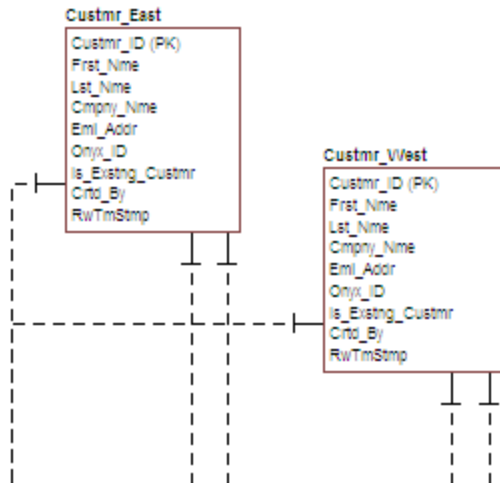 Custmr_East
Custmr_ID (PK)
Frst_Nme
Lst_Nme
Cmpny_Nme
Eml_Addr
Onyx_ID
Is_Exstng_Custmr
Crtd_By
RwTmStmp
Custmr_West
Custmr_ID (PK)
Frst_Nme
Lst_Nme
Cmpny_Nme
Eml_Addr
Onyx_ID
Is_Exstng_Custmr
Crtd_By
RwTmStmp